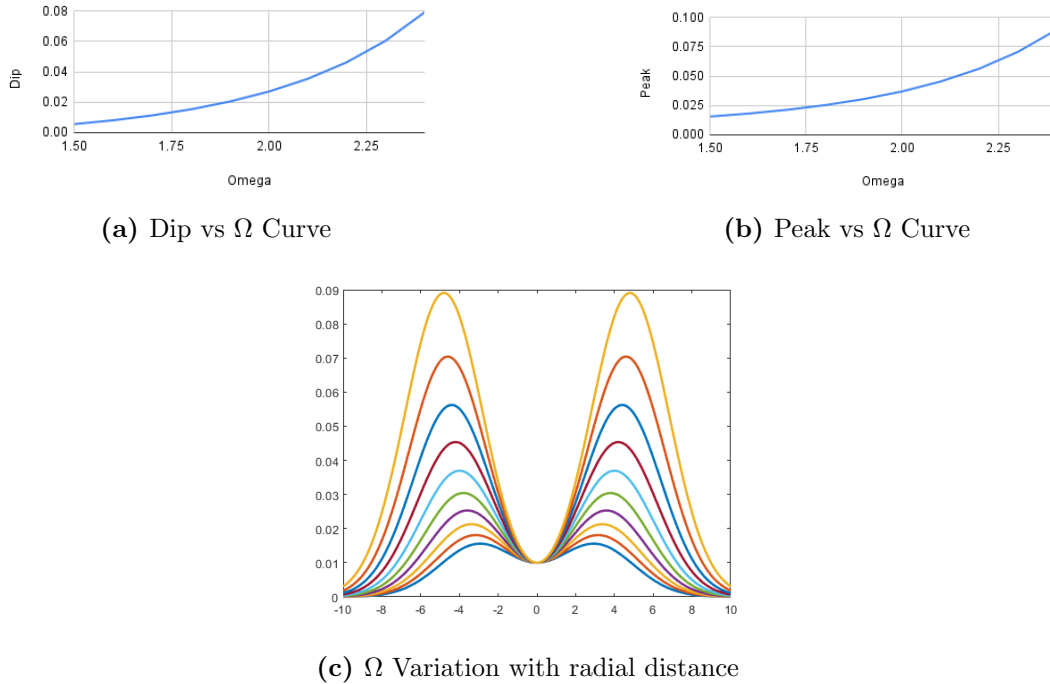 0.08
0.06
0.04
0.02
0.00
Dip
1.50 1.75 2.00 2.25
Omega
(a) Dip vs Ω Curve
0.100
0.075
0.050
0.025
0.000
Peak
1.50 1.75 2.00 2.25
Omega
(b) Peak vs Ω Curve
0.09
0.08
0.07
0.06
0.05
0.04
0.03
0.02
0.01
0
-10 -8 -6 -4 -2 0 2 4 6 8 10
(c) Ω Variation with radial distance